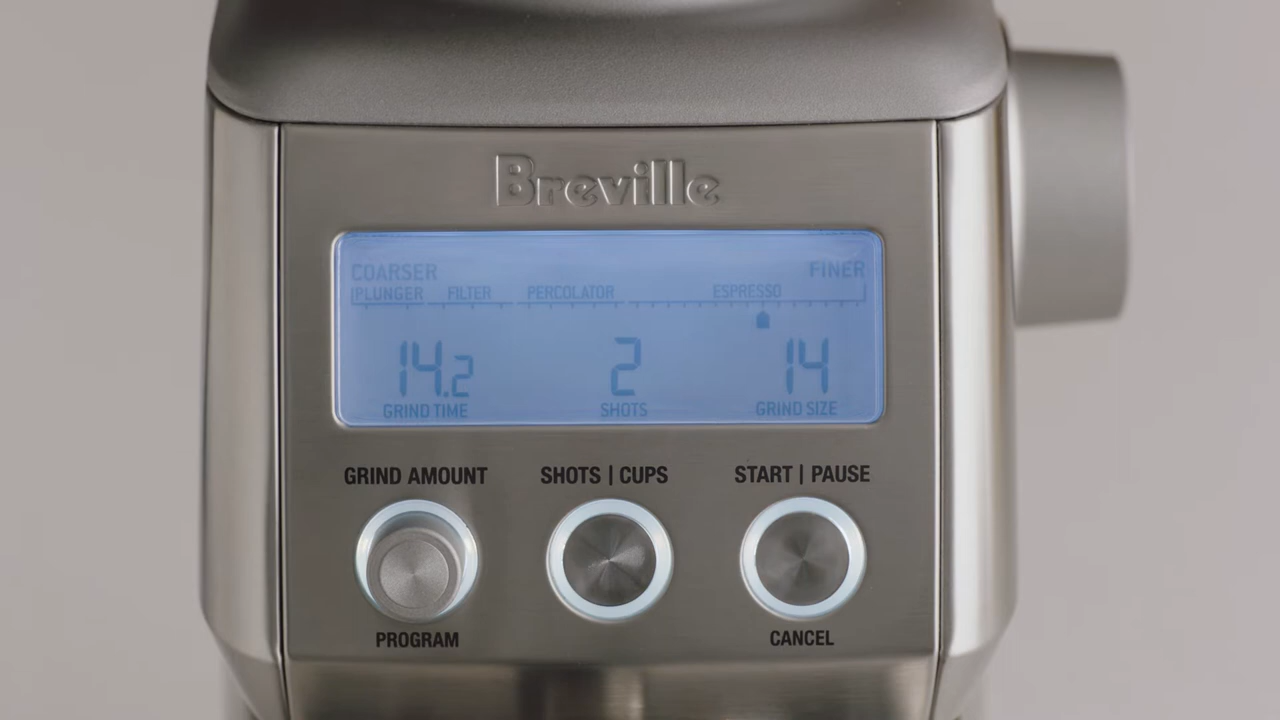 Breville
COARSER FINER
PLUNGER FILTER PERCOLATOR ESPRESSO
14.2 2 14
GRIND TIME SHOTS GRIND SIZE
GRIND AMOUNT SHOTS | CUPS START | PAUSE
PROGRAM CANCEL